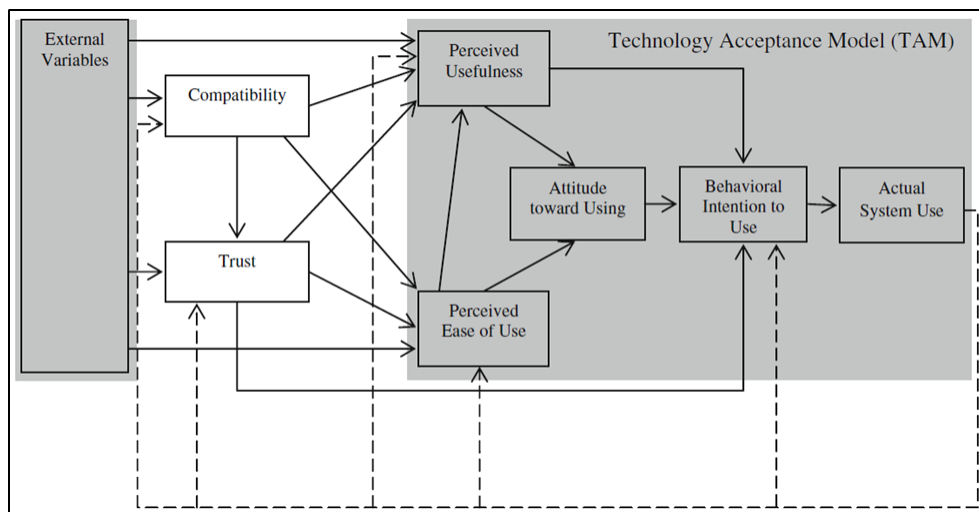 External
Variables
Technology Acceptance Model (TAM)
Perceived
Usefulness
Compatibility
Attitude
toward Using
Behavioral
Intention to
Use
Actual
System Use
Trust
Perceived
Ease of Use